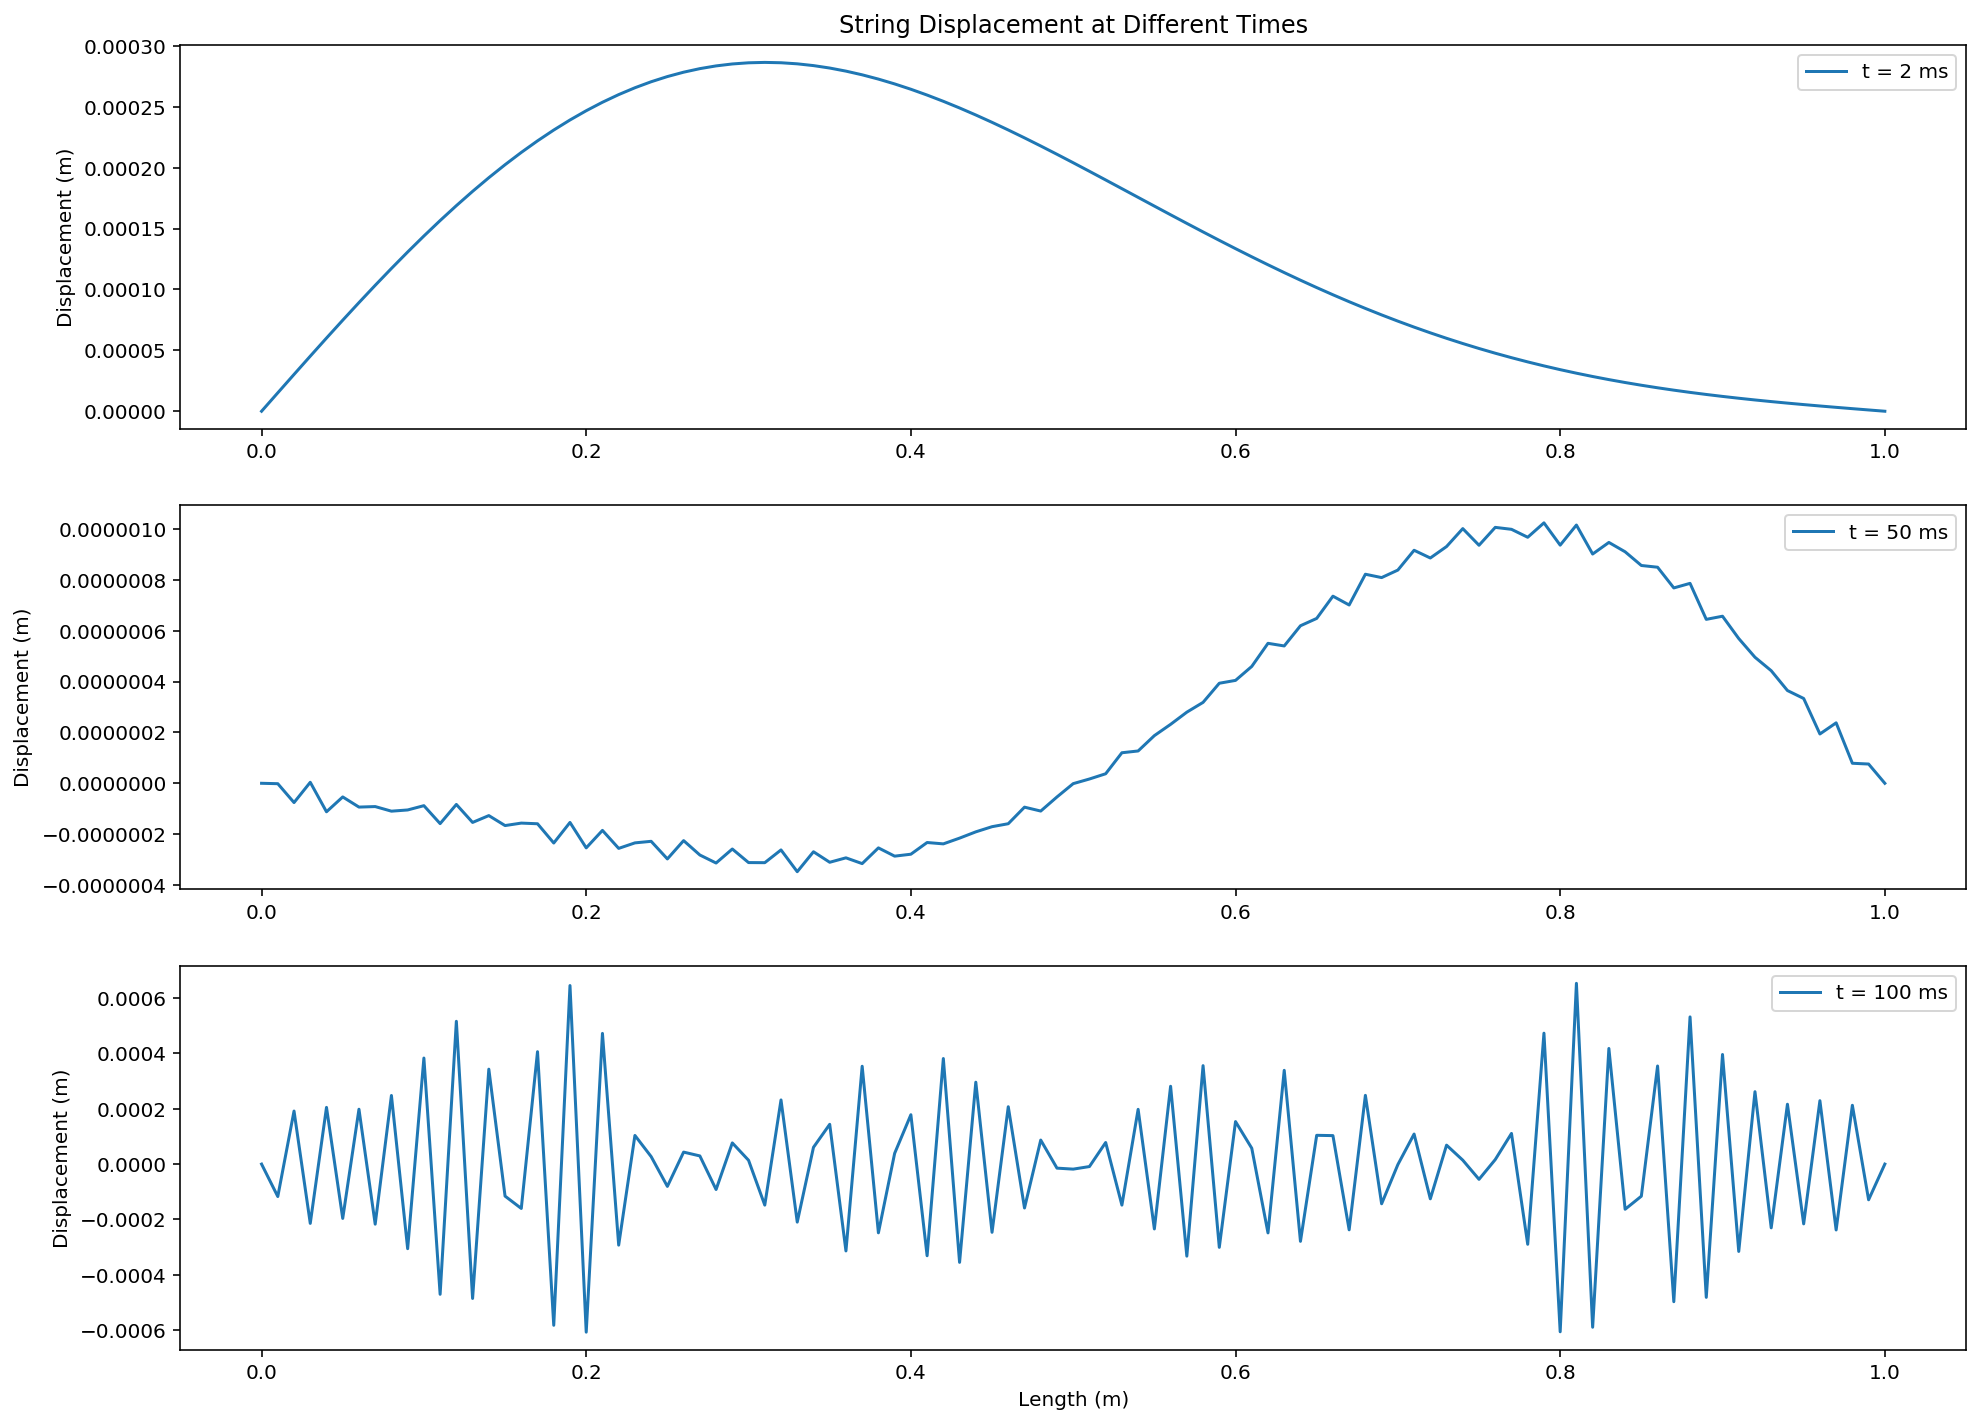 String Displacement at Different Times
0.00030
0.00025
0.00020
0.00015
0.00010
0.00005
0.00000
Displacement (m)
t = 2 ms
0.0 0.2 0.4 0.6 0.8 1.0
0.0000010
0.0000008
0.0000006
0.0000004
0.0000002
0.0000000
−0.0000002
−0.0000004
Displacement (m)
t = 50 ms
0.0 0.2 0.4 0.6 0.8 1.0
0.0006
0.0004
0.0002
0.0000
−0.0002
−0.0004
−0.0006
Displacement (m)
t = 100 ms
0.0 0.2 0.4 0.6 0.8 1.0
Length (m)